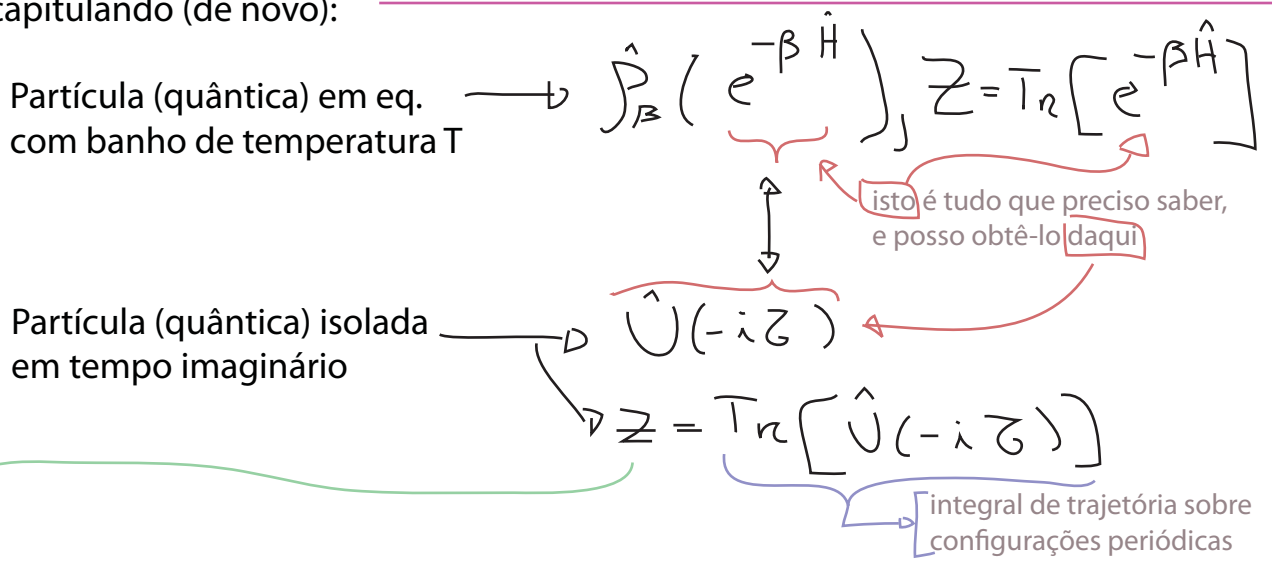 capitulando (de novo):
Partícula (quântica) em eq.
com banho de temperatura T
ρ̂_β ( e^{-β Ĥ} ), Z = Tr[ e^{-βĤ} ]
isto é tudo que preciso saber,
e posso obtê-lo daqui
Partícula (quântica) isolada
em tempo imaginário
Û(-iτ)
Z = Tr[ Û(-iτ) ]
integral de trajetória sobre
configurações periódicas